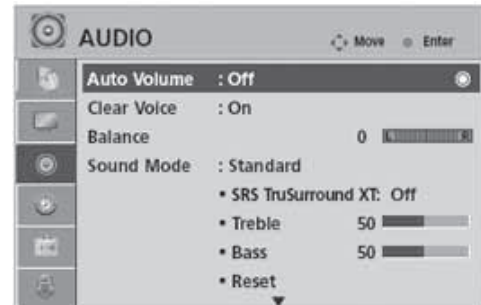 AUDIO Move Enter
Auto Volume : Off
Clear Voice : On
Balance 0 L R
Sound Mode : Standard
• SRS TruSurround XT: Off
• Treble 50
• Bass 50
• Reset